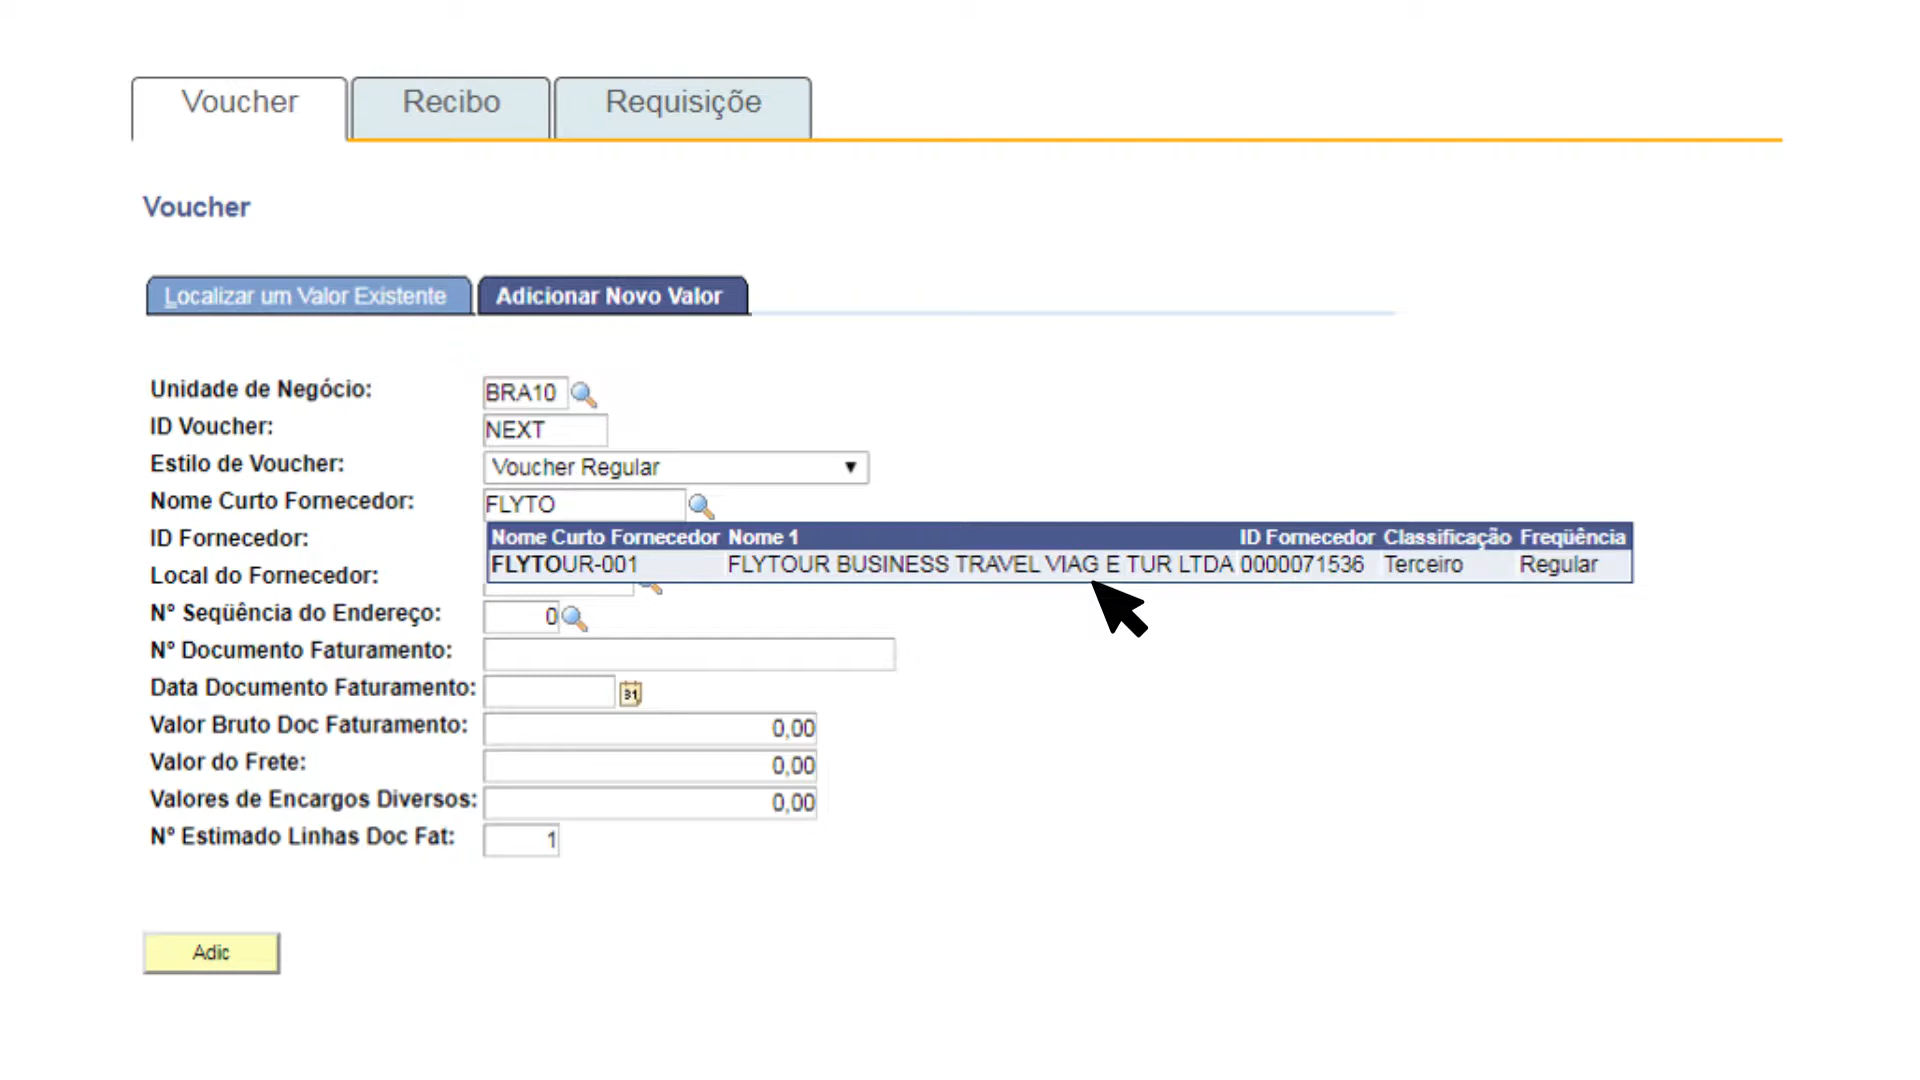 Voucher Recibo Requisiçõe
Voucher
Localizar um Valor Existente Adicionar Novo Valor
Unidade de Negócio: BRA10
ID Voucher: NEXT
Estilo de Voucher: Voucher Regular
Nome Curto Fornecedor: FLYTO
ID Fornecedor: Nome Curto Fornecedor Nome 1 ID Fornecedor Classificação Freqüência
FLYTOUR-001 FLYTOUR BUSINESS TRAVEL VIAG E TUR LTDA 0000071536 Terceiro Regular
Local do Fornecedor:
Nº Seqüência do Endereço: 0
Nº Documento Faturamento:
Data Documento Faturamento: 31
Valor Bruto Doc Faturamento: 0,00
Valor do Frete: 0,00
Valores de Encargos Diversos: 0,00
Nº Estimado Linhas Doc Fat: 1
Adic